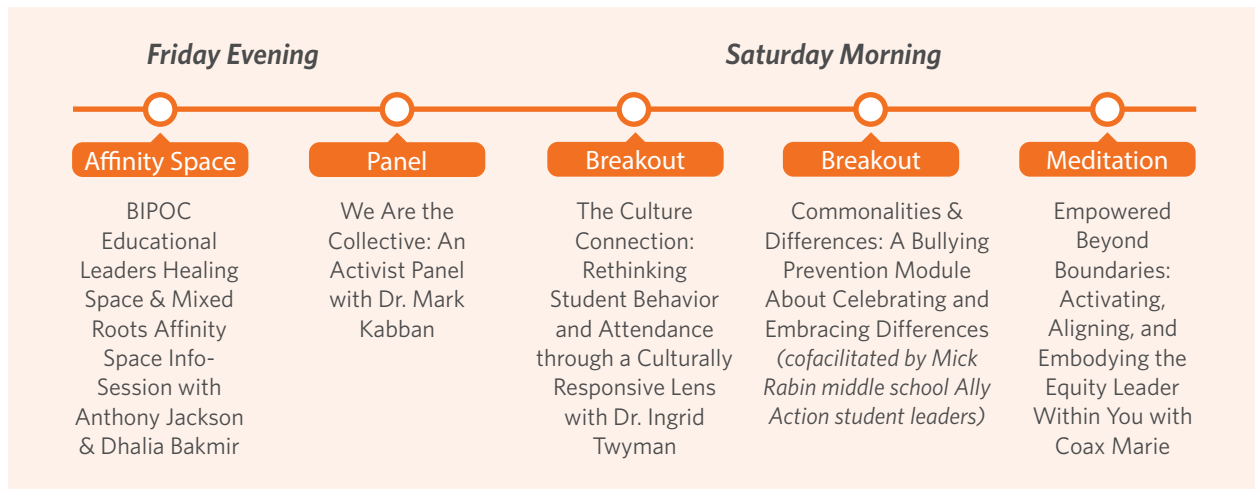 Friday Evening
Saturday Morning
Affinity Space
BIPOC
Educational
Leaders Healing
Space & Mixed
Roots Affinity
Space Info-
Session with
Anthony Jackson
& Dhalia Bakmir
Panel
We Are the
Collective: An
Activist Panel
with Dr. Mark
Kabban
Breakout
The Culture
Connection:
Rethinking
Student Behavior
and Attendance
through a Culturally
Responsive Lens
with Dr. Ingrid
Twyman
Breakout
Commonalities &
Differences: A Bullying
Prevention Module
About Celebrating and
Embracing Differences
(cofacilitated by Mick
Rabin middle school Ally
Action student leaders)
Meditation
Empowered
Beyond
Boundaries:
Activating,
Aligning, and
Embodying the
Equity Leader
Within You with
Coax Marie